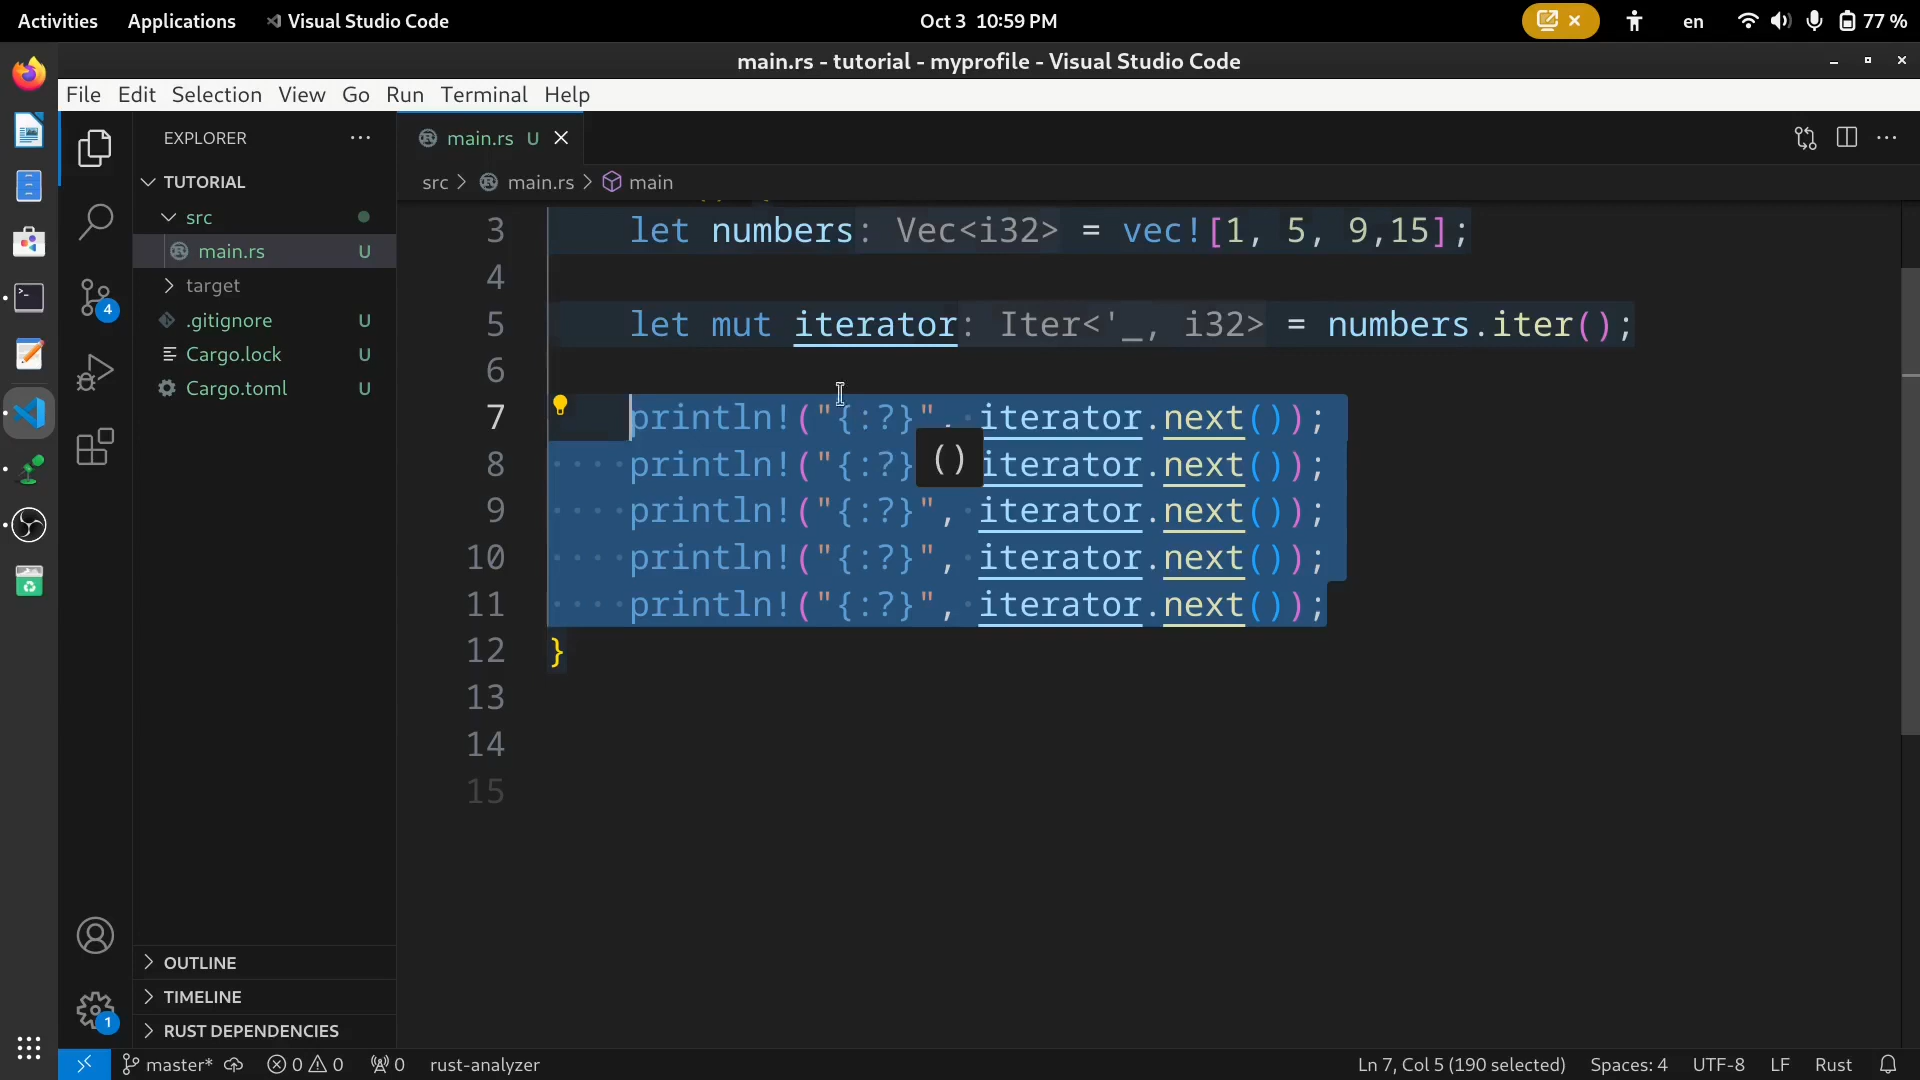 Activities Applications Visual Studio Code Oct 3 10:59 PM en 77 %
main.rs - tutorial - myprofile - Visual Studio Code
File Edit Selection View Go Run Terminal Help
EXPLORER
main.rs U
TUTORIAL
src > main.rs > main
src
main.rs U
target
.gitignore U
Cargo.lock U
Cargo.toml U
4
3 let numbers: Vec<i32> = vec![1, 5, 9,15];
4
5 let mut iterator: Iter<'_, i32> = numbers.iter();
6
7 println!("{:?}", iterator.next());
8 println!("{:?} iterator.next());
()
9 println!("{:?}", iterator.next());
10 println!("{:?}", iterator.next());
11 println!("{:?}", iterator.next());
12 }
13
14
15
OUTLINE
TIMELINE
RUST DEPENDENCIES
1
master* 0 0 0 rust-analyzer Ln 7, Col 5 (190 selected) Spaces: 4 UTF-8 LF Rust